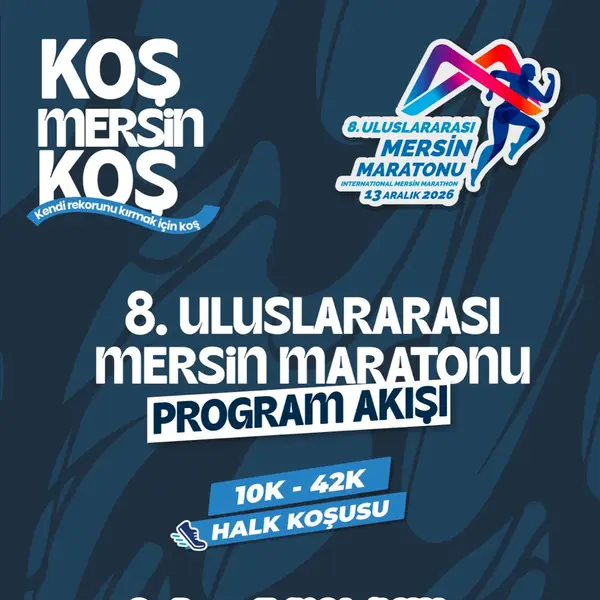 KOŞ
MERSİN
KOŞ
Kendi rekorunu kırmak için koş
8. ULUSLARARASI
MERSİN
MARATONU
INTERNATIONAL MERSİN MARATHON
13 ARALIK 2026
8. ULUSLARARASI
MERSİN MARATONU
PROGRAM AKIŞI
10K - 42K
HALK KOŞUSU